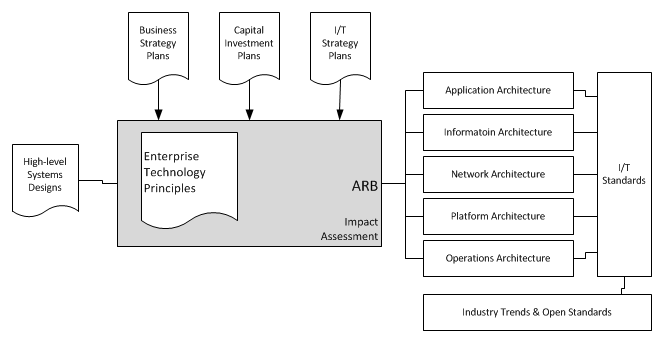 Business
Strategy
Plans
Capital
Investment
Plans
I/T
Strategy
Plans
High-level
Systems
Designs
Enterprise
Technology
Principles
ARB
Impact
Assessment
Application Architecture
Informatoin Architecture
Network Architecture
Platform Architecture
Operations Architecture
I/T
Standards
Industry Trends & Open Standards